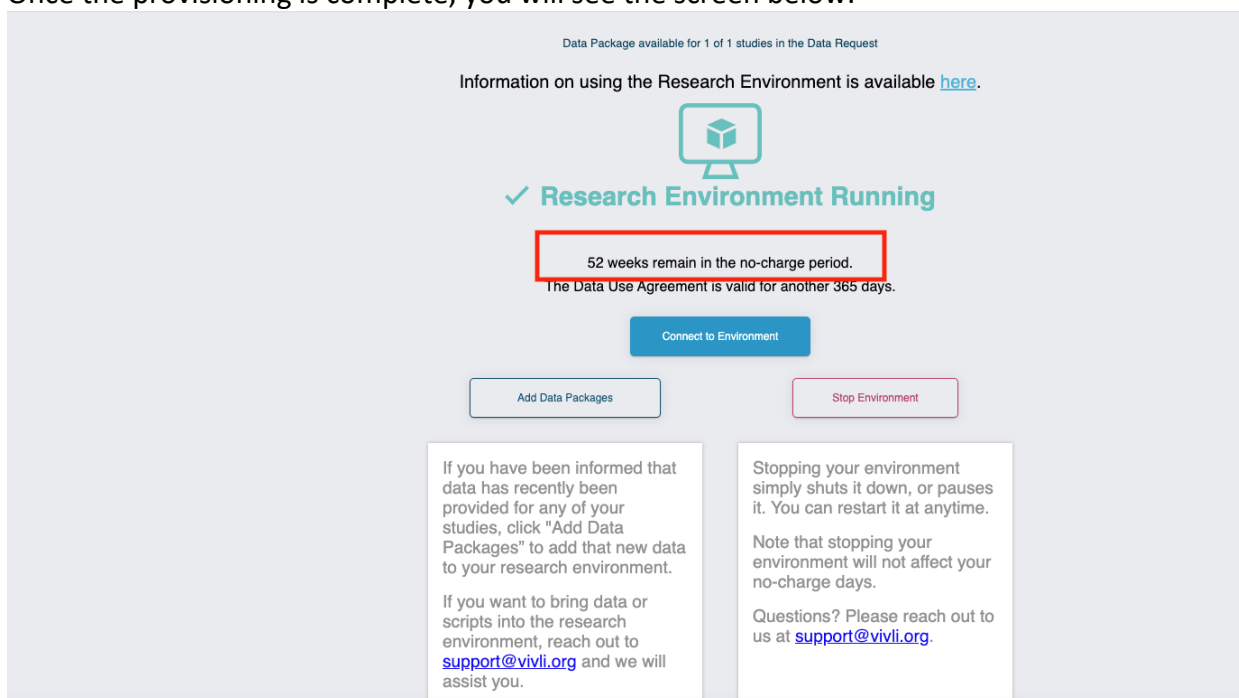 Once the provisioning is complete, you will see the screen below:
Data Package available for 1 of 1 studies in the Data Request
Information on using the Research Environment is available here.
✓ Research Environment Running
52 weeks remain in the no-charge period.
The Data Use Agreement is valid for another 365 days.
Connect to Environment
Add Data Packages
Stop Environment
If you have been informed that
data has recently been
provided for any of your
studies, click "Add Data
Packages” to add that new data
to your research environment.
If you want to bring data or
scripts into the research
environment, reach out to
support@vivli.org and we will
assist you.
Stopping your environment
simply shuts it down, or pauses
it. You can restart it at anytime.
Note that stopping your
environment will not affect your
no-charge days.
Questions? Please reach out to
us at support@vivli.org.